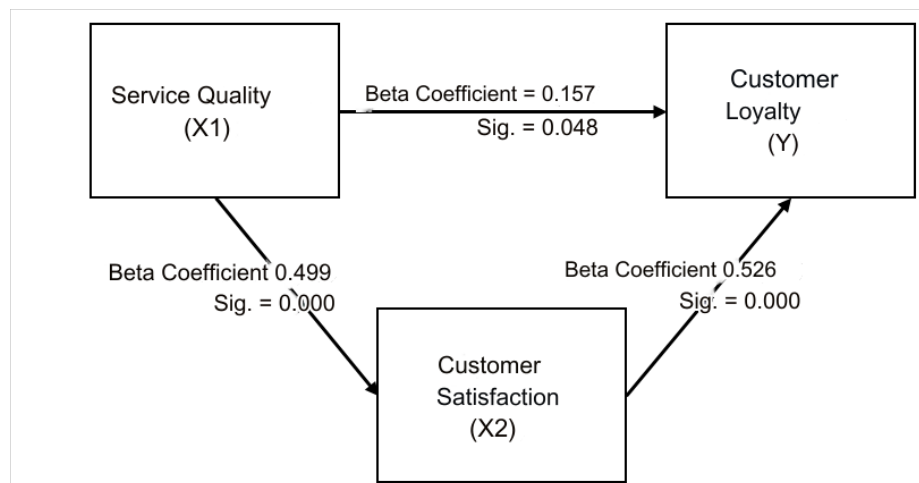 Service Quality
(X1)
Beta Coefficient = 0.157
Sig. = 0.048
Customer
Loyalty
(Y)
Beta Coefficient 0.499
Sig. = 0.000
Beta Coefficient 0.526
Sig. = 0.000
Customer
Satisfaction
(X2)